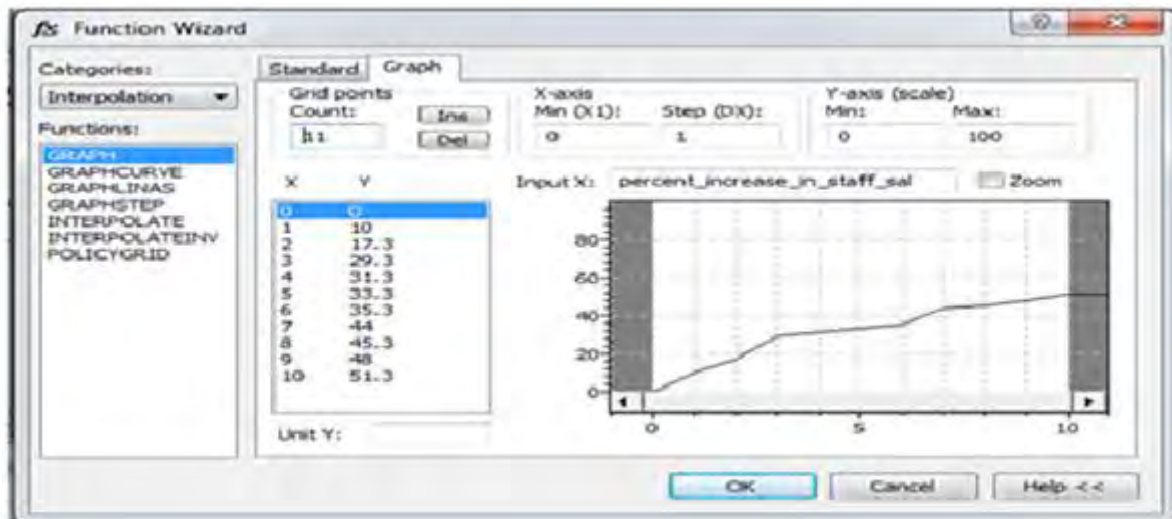 fx Function Wizard
Categories:
Interpolation
Functions:
GRAPH
GRAPHCURVE
GRAPHLINAS
GRAPHSTEP
INTERPOLATE
INTERPOLATEINV
POLICYGRID
Standard Graph
Grid points
Count:
11
Ins
Del
X-axis
Min (X1): Step (DX):
0 1
Y-axis (scale)
Min: Max:
0 100
X Y
0 0
1 10
2 17.3
3 29.3
4 31.3
5 33.3
6 35.3
7 44
8 45.3
9 48
10 51.3
Unit Y:
Input X: percent_increase_in_staff_sal Zoom
80
60
40
20
0
0 5 10
OK Cancel Help <<